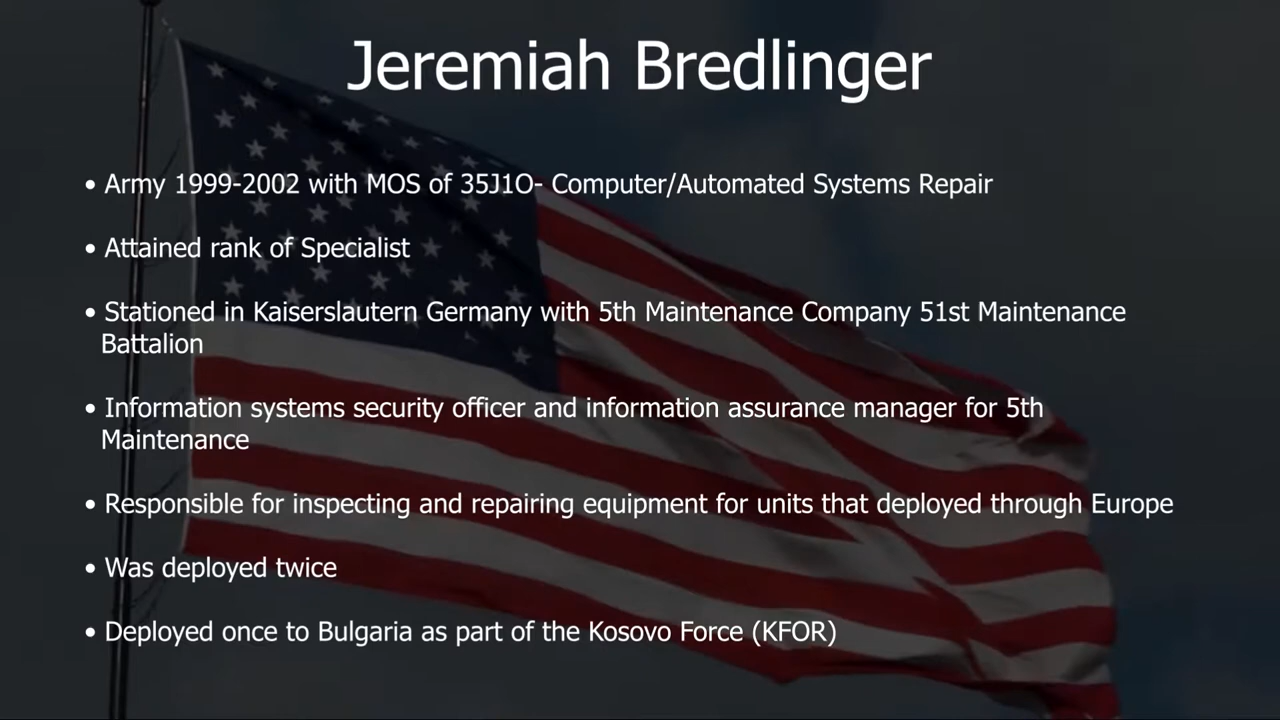 Jeremiah Bredlinger
• Army 1999-2002 with MOS of 35J1O- Computer/Automated Systems Repair
• Attained rank of Specialist
• Stationed in Kaiserslautern Germany with 5th Maintenance Company 51st Maintenance
Battalion
• Information systems security officer and information assurance manager for 5th
Maintenance
• Responsible for inspecting and repairing equipment for units that deployed through Europe
• Was deployed twice
• Deployed once to Bulgaria as part of the Kosovo Force (KFOR)